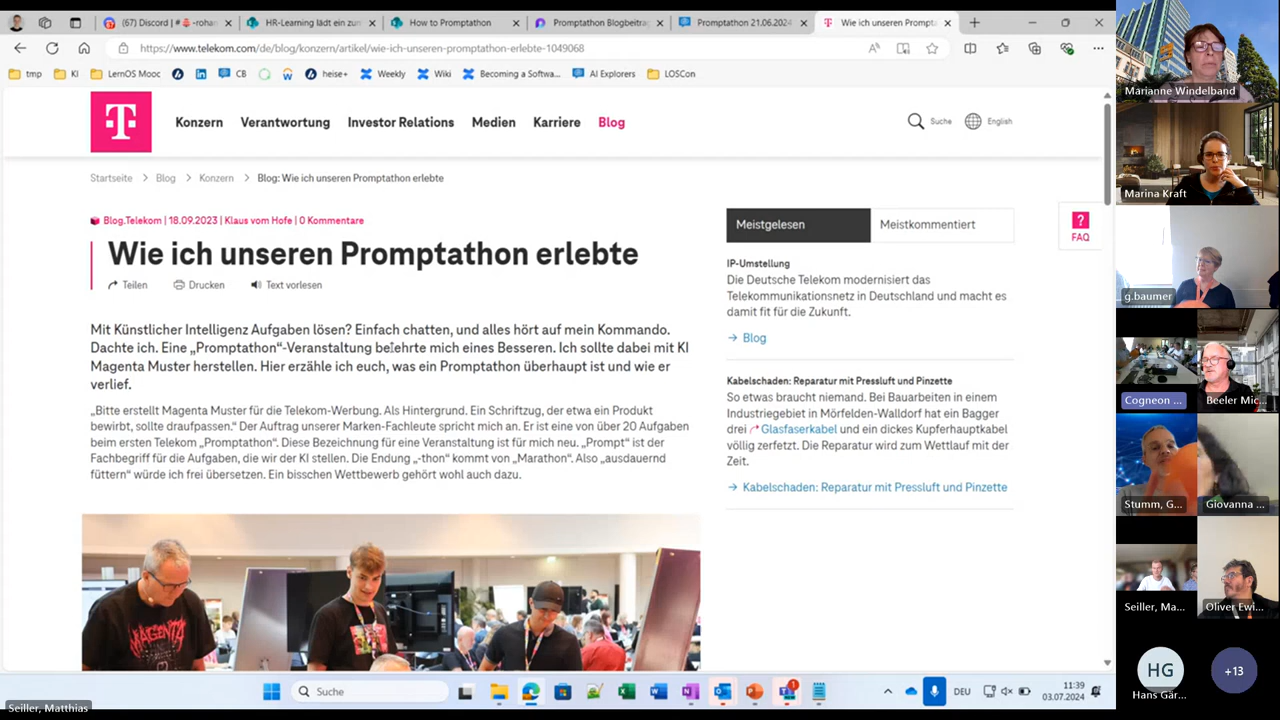 (67) Discord | #
HR-Learning lädt ein zum
How to Promptathon
Promptathon Blogbeitrag
Promptathon 21.06.2024
Wie ich unseren Prompta
https://www.telekom.com/de/blog/konzern/artikel/wie-ich-unseren-promptathon-erlebte-1049068
tmp
KI
LernOS Mooc
CB
heise+
Weekly
Wiki
Becoming a Softwa...
AI Explorers
LOSCon
T
Konzern
Verantwortung
Investor Relations
Medien
Karriere
Blog
Suche
English
Startseite
Blog
Konzern
Blog: Wie ich unseren Promptathon erlebte
Blog.Telekom | 18.09.2023 | Klaus vom Hofe | 0 Kommentare
Wie ich unseren Promptathon erlebte
Teilen
Drucken
Text vorlesen
Mit Künstlicher Intelligenz Aufgaben lösen? Einfach chatten, und alles hört auf mein Kommando.
Dachte ich. Eine „Promptathon“-Veranstaltung belehrte mich eines Besseren. Ich sollte dabei mit KI
Magenta Muster herstellen. Hier erzähle ich euch, was ein Promptathon überhaupt ist und wie er
verlief.
„Bitte erstellt Magenta Muster für die Telekom-Werbung. Als Hintergrund. Ein Schriftzug, der etwa ein Produkt
bewirbt, sollte draufpassen.“ Der Auftrag unserer Marken-Fachleute spricht mich an. Er ist eine von über 20 Aufgaben
beim ersten Telekom „Promptathon“. Diese Bezeichnung für eine Veranstaltung ist für mich neu. „Prompt“ ist der
Fachbegriff für die Aufgaben, die wir der KI stellen. Die Endung „-thon“ kommt von „Marathon“. Also „ausdauernd
füttern“ würde ich frei übersetzen. Ein bisschen Wettbewerb gehört wohl auch dazu.
MAGENTA
Meistgelesen
Meistkommentiert
IP-Umstellung
Die Deutsche Telekom modernisiert das
Telekommunikationsnetz in Deutschland und macht es
damit fit für die Zukunft.
Blog
Kabelschaden: Reparatur mit Pressluft und Pinzette
So etwas braucht niemand. Bei Bauarbeiten in einem
Industriegebiet in Mörfelden-Walldorf hat ein Bagger
drei Glasfaserkabel und ein dickes Kupferhauptkabel
völlig zerfetzt. Die Reparatur wird zum Wettlauf mit der
Zeit.
Kabelschaden: Reparatur mit Pressluft und Pinzette
?
FAQ
Suche
1
DEU
11:39
03.07.2024
Seiller, Matthias
Marianne Windelband
Marina Kraft
g.baumer
Cogneon ...
Beeler Mic...
Stumm, G...
Giovanna ...
Seiller, Ma...
Oliver Ewi...
HG
Hans Gär...
+13